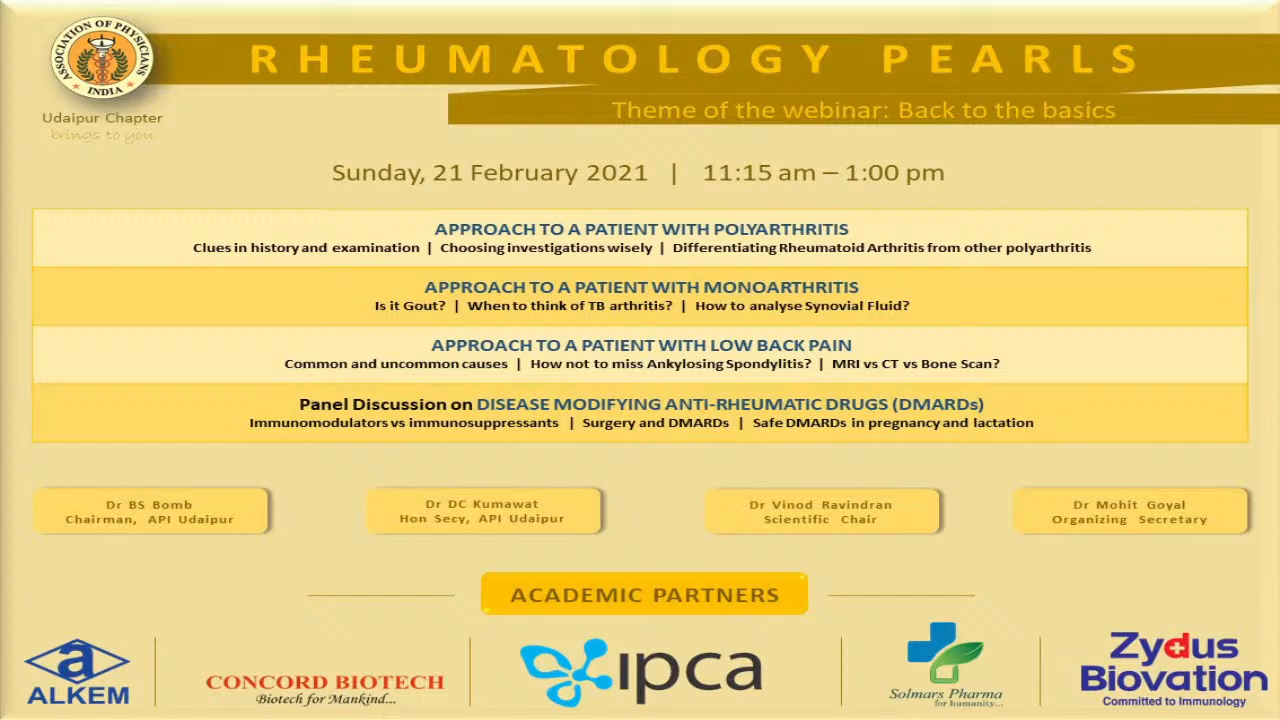 ASSOCIATION OF PHYSICIANS
INDIA
Udaipur Chapter
brings to you
RHEUMATOLOGY PEARLS
Theme of the webinar: Back to the basics
Sunday, 21 February 2021 | 11:15 am – 1:00 pm
APPROACH TO A PATIENT WITH POLYARTHRITIS
Clues in history and examination | Choosing investigations wisely | Differentiating Rheumatoid Arthritis from other polyarthritis
APPROACH TO A PATIENT WITH MONOARTHRITIS
Is it Gout? | When to think of TB arthritis? | How to analyse Synovial Fluid?
APPROACH TO A PATIENT WITH LOW BACK PAIN
Common and uncommon causes | How not to miss Ankylosing Spondylitis? | MRI vs CT vs Bone Scan?
Panel Discussion on DISEASE MODIFYING ANTI-RHEUMATIC DRUGS (DMARDs)
Immunomodulators vs immunosuppressants | Surgery and DMARDs | Safe DMARDs in pregnancy and lactation
Dr BS Bomb
Chairman, API Udaipur
Dr DC Kumawat
Hon Secy, API Udaipur
Dr Vinod Ravindran
Scientific Chair
Dr Mohit Goyal
Organizing Secretary
ACADEMIC PARTNERS
a
ALKEM
CONCORD BIOTECH
Biotech for Mankind...
ipca
Solmars Pharma
for humanity...
Zydus
Biovation
Committed to Immunology